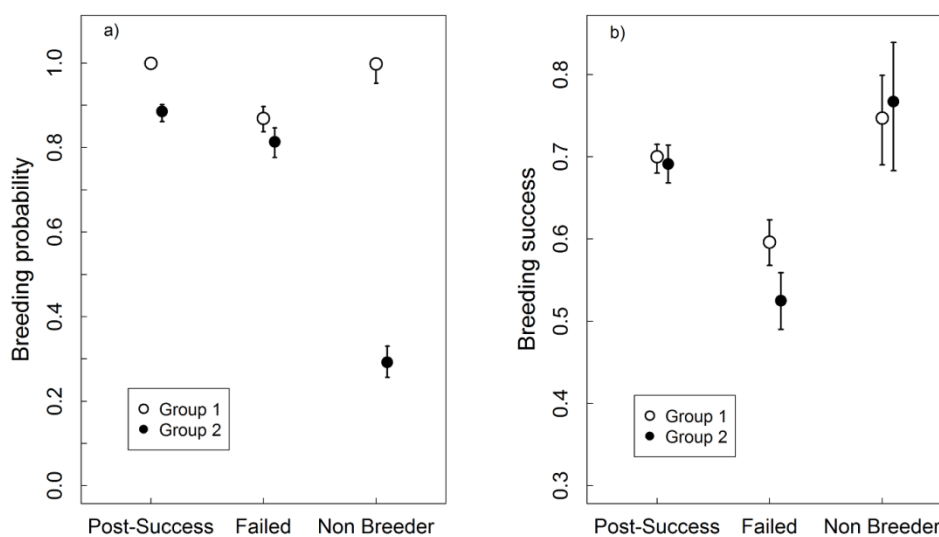 a)
Breeding probability
1.0
0.8
0.6
0.4
0.2
0.0
Group 1
Group 2
Post-Success Failed Non Breeder
b)
Breeding success
0.8
0.7
0.6
0.5
0.4
0.3
Group 1
Group 2
Post-Success Failed Non Breeder